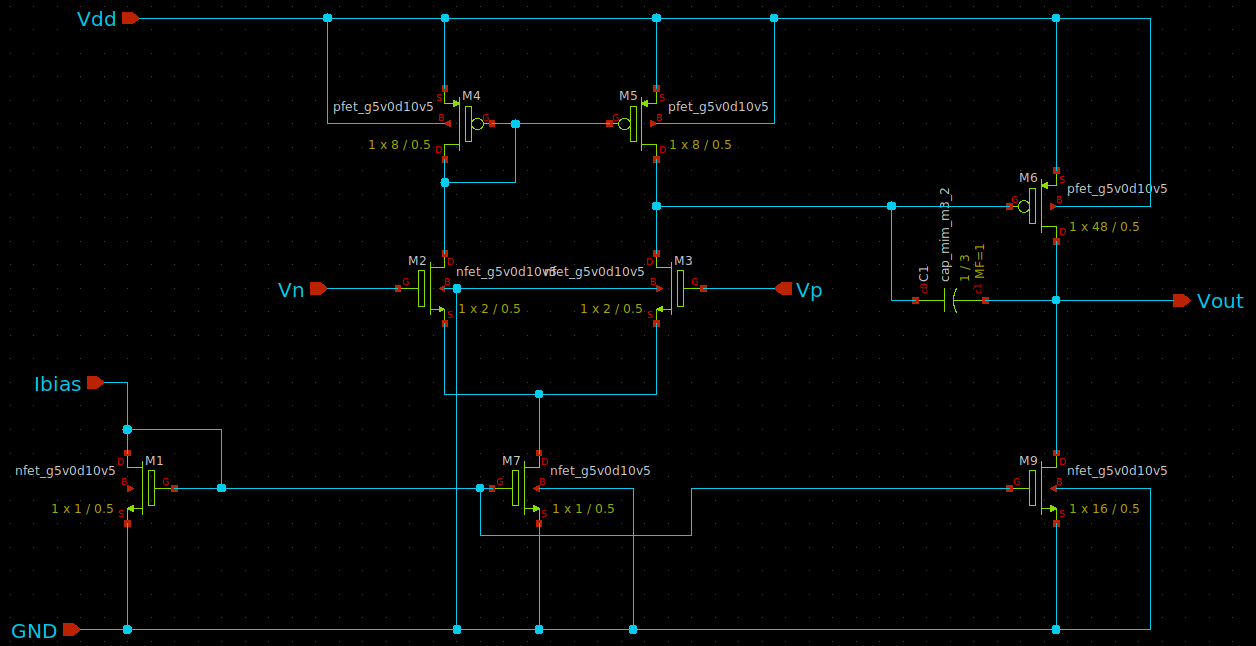 Vdd
M4
pfet_g5v0d10v5
S
B
G
D
1 x 8 / 0.5
M5
pfet_g5v0d10v5
S
B
G
D
1 x 8 / 0.5
M6
pfet_g5v0d10v5
S
B
G
D
1 x 48 / 0.5
C1
cap_mim_m3_2
1 / 3
MF=1
c0
c1
Vn
M2
nfet_g5v0d10v5
D
G
B
S
1 x 2 / 0.5
M3
nfet_g5v0d10v5
D
B
G
S
1 x 2 / 0.5
Vp
Vout
Ibias
M1
nfet_g5v0d10v5
D
B
G
S
1 x 1 / 0.5
M7
nfet_g5v0d10v5
D
G
B
S
1 x 1 / 0.5
M9
nfet_g5v0d10v5
D
G
B
S
1 x 16 / 0.5
GND